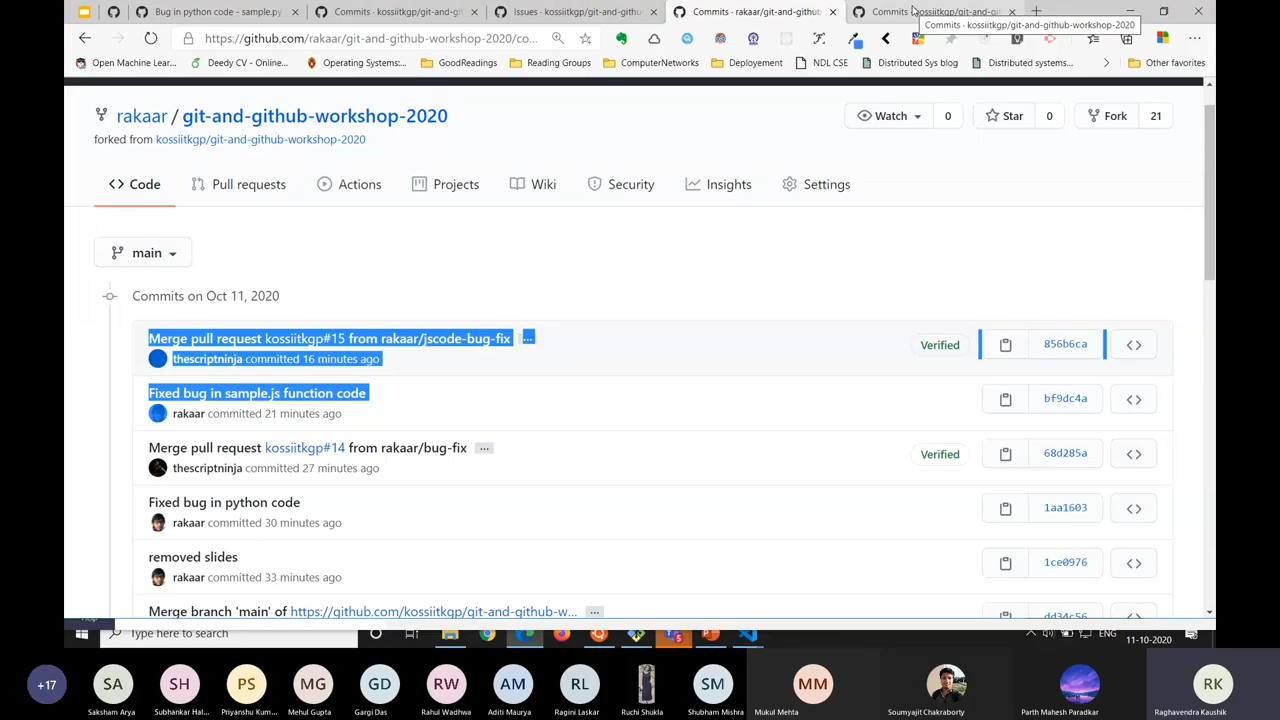 Bug in python code - sample.py
Commits · kossiitkgp/git-and-github
Issues · kossiitkgp/git-and-github-
Commits · rakaar/git-and-github-
Commits · kossiitkgp/git-and-git
Commits · kossiitkgp/git-and-github-workshop-2020
https://github.com/rakaar/git-and-github-workshop-2020/co...
Open Machine Lear...
Deedy CV - Online...
Operating Systems:...
GoodReadings
Reading Groups
ComputerNetworks
Deployement
NDL CSE
Distributed Sys blog
Distributed systems...
Other favorites
rakaar / git-and-github-workshop-2020
forked from kossiitkgp/git-and-github-workshop-2020
Watch 0
Star 0
Fork 21
Code
Pull requests
Actions
Projects
Wiki
Security
Insights
Settings
main
Commits on Oct 11, 2020
Merge pull request kossiitkgp#15 from rakaar/jscode-bug-fix ...
thescriptninja committed 16 minutes ago
Verified
856b6ca
Fixed bug in sample.js function code
rakaar committed 21 minutes ago
bf9dc4a
Merge pull request kossiitkgp#14 from rakaar/bug-fix ...
thescriptninja committed 27 minutes ago
Verified
68d285a
Fixed bug in python code
rakaar committed 30 minutes ago
1aa1603
removed slides
rakaar committed 33 minutes ago
1ce0976
Merge branch 'main' of https://github.com/kossiitkgp/git-and-github-w... ...
dd34c56
Type here to search
ENG
11-10-2020
+17
SA
SH
PS
MG
GD
RW
AM
RL
SM
MM
RK
Saksham Arya
Subhankar Hal...
Priyanshu Kum...
Mehul Gupta
Gargi Das
Rahul Wadhwa
Aditi Maurya
Ragini Laskar
Ruchi Shukla
Shubham Mishra
Mukul Mehta
Soumyajit Chakraborty
Parth Mahesh Paradkar
Raghavendra Kaushik